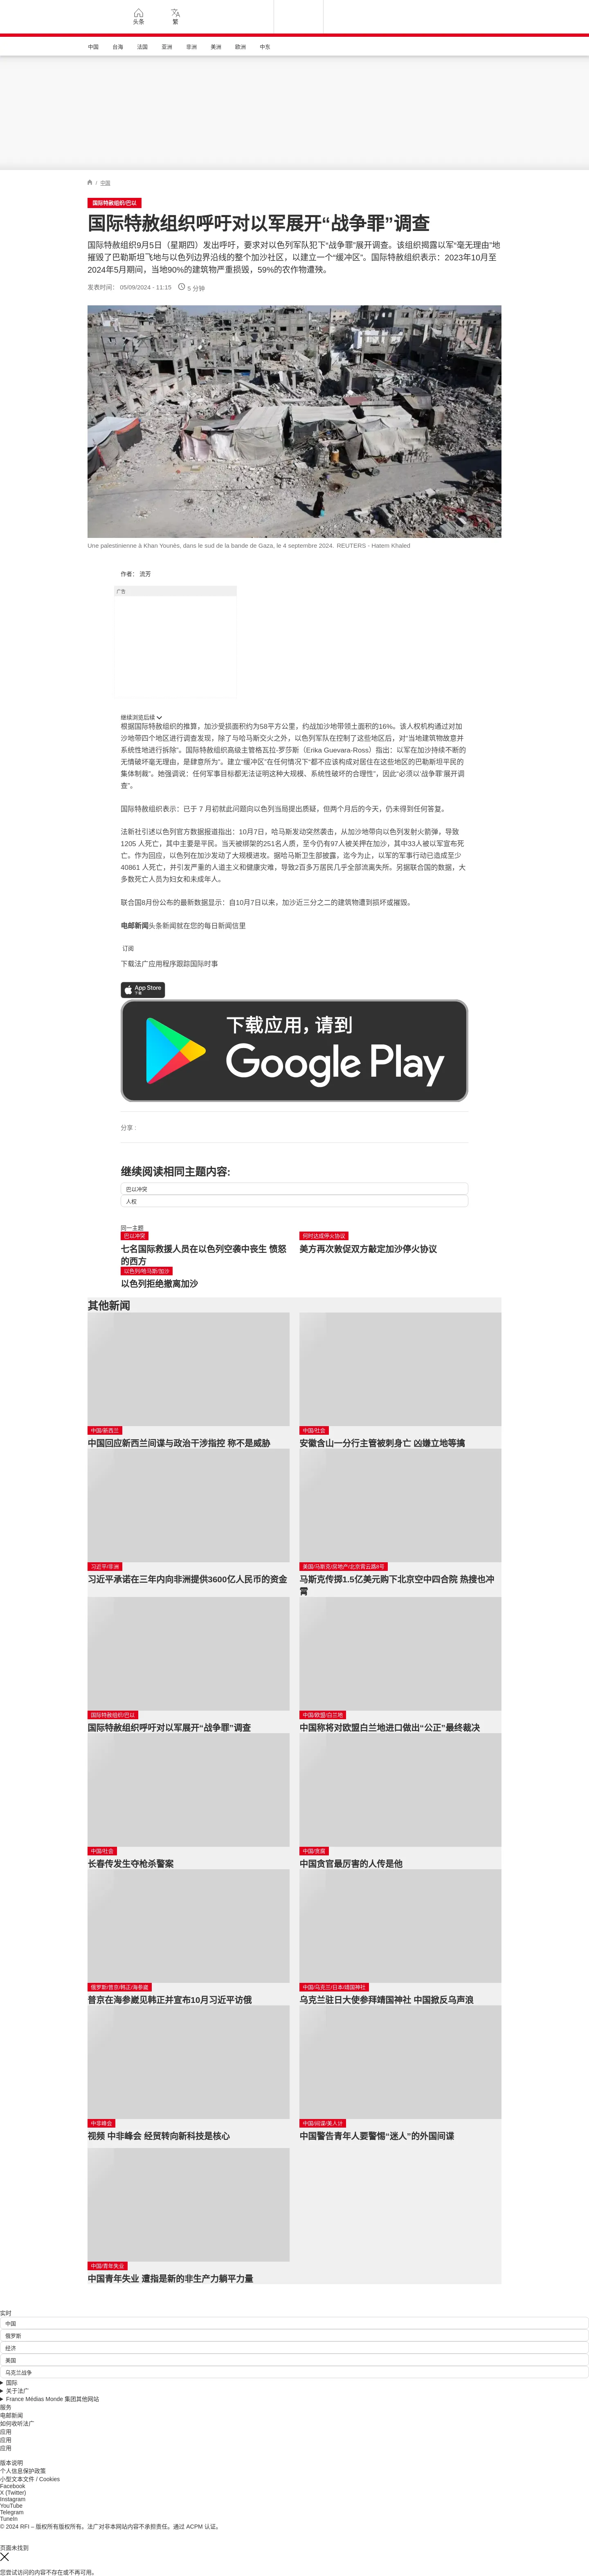 头条
繁
中国 台湾 法国 亚洲 非洲 美洲 欧洲 中东
/ 中国
国际特赦组织/巴以
国际特赦组织呼吁对以军展开“战争罪”调查
国际特赦组织9月5日（星期四）发出呼吁，要求对以色列军队犯下“战争罪”展开调查。该组织揭露以军“毫无理由”地
摧毁了巴勒斯坦飞地与以色列边界沿线的整个加沙社区，以建立一个“缓冲区”。国际特赦组织表示：2023年10月至
2024年5月期间，当地90%的建筑物严重损毁，59%的农作物遭殃。
发表时间： 05/09/2024 - 11:15 5 分钟
Une palestinienne à Khan Younès, dans le sud de la bande de Gaza, le 4 septembre 2024. REUTERS - Hatem Khaled
作者： 流芳
广告
继续浏览后续
根据国际特赦组织的推算，加沙受损面积约为58平方公里，约战加沙地带领土面积的16%。该人权机构通过对加
沙地带四个地区进行调查发现，除了与哈马斯交火之外，以色列军队在控制了这些地区后，对“当地建筑物故意并
系统性地进行拆除”。国际特赦组织高级主管格瓦拉-罗莎斯（Erika Guevara-Ross）指出：以军在加沙持续不断的
无情破坏毫无理由，是肆意所为”。建立“缓冲区”在任何情况下“都不应该构成对居住在这些地区的巴勒斯坦平民的
集体制裁”。她强调说：任何军事目标都无法证明这种大规模、系统性破坏的合理性”，因此“必须以‘战争罪’展开调
查”。
国际特赦组织表示：已于 7 月初就此问题向以色列当局提出质疑，但两个月后的今天，仍未得到任何答复。
法新社引述以色列官方数据报道指出：10月7日，哈马斯发动突然袭击，从加沙地带向以色列发射火箭弹，导致
1205 人死亡，其中主要是平民。当天被绑架的251名人质，至今仍有97人被关押在加沙，其中33人被以军宣布死
亡。作为回应，以色列在加沙发动了大规模进攻。据哈马斯卫生部披露，迄今为止，以军的军事行动已造成至少
40861 人死亡，并引发严重的人道主义和健康灾难，导致2百多万居民几乎全部流离失所。另据联合国的数据，大
多数死亡人员为妇女和未成年人。
联合国8月份公布的最新数据显示：自10月7日以来，加沙近三分之二的建筑物遭到损坏或摧毁。
电邮新闻头条新闻就在您的每日新闻信里
订阅
下载法广应用程序跟踪国际时事
App Store
下载
下载应用，请到
Google Play
分享 :
继续阅读相同主题内容:
巴以冲突
人权
同一主题
巴以冲突
七名国际救援人员在以色列空袭中丧生 愤怒
的西方
何时达成停火协议
美方再次敦促双方敲定加沙停火协议
以色列/哈马斯/加沙
以色列拒绝撤离加沙
其他新闻
中国/新西兰
中国回应新西兰间谍与政治干涉指控 称不是威胁
中国/社会
安徽含山一分行主管被刺身亡 凶嫌立地等擒
习近平/非洲
习近平承诺在三年内向非洲提供3600亿人民币的资金
美国/马斯克/房地产/北京霄云路8号
马斯克传掷1.5亿美元购下北京空中四合院 热搜也冲
霄
国际特赦组织/巴以
国际特赦组织呼吁对以军展开“战争罪”调查
中国/欧盟/白兰地
中国称将对欧盟白兰地进口做出“公正”最终裁决
中国/社会
长春传发生夺枪杀警案
中国/贪腐
中国贪官最厉害的人传是他
俄罗斯/普京/韩正/海参崴
普京在海参崴见韩正并宣布10月习近平访俄
中国/乌克兰/日本/靖国神社
乌克兰驻日大使参拜靖国神社 中国掀反乌声浪
中非峰会
视频 中非峰会 经贸转向新科技是核心
中国/间谍/美人计
中国警告青年人要警惕“迷人”的外国间谍
中国/青年失业
中国青年失业 遭指是新的非生产力躺平力量
实时
中国
俄罗斯
经济
美国
乌克兰战争
国际
关于法广
France Médias Monde 集团其他网站
服务
电邮新闻
如何收听法广
应用
应用
应用
版本说明
个人信息保护政策
小型文本文件 / Cookies
Facebook
X (Twitter)
Instagram
YouTube
Telegram
TuneIn
© 2024 RFI – 版权所有版权所有。法广对非本网站内容不承担责任。通过 ACPM 认证。
页面未找到
您尝试访问的内容不存在或不再可用。